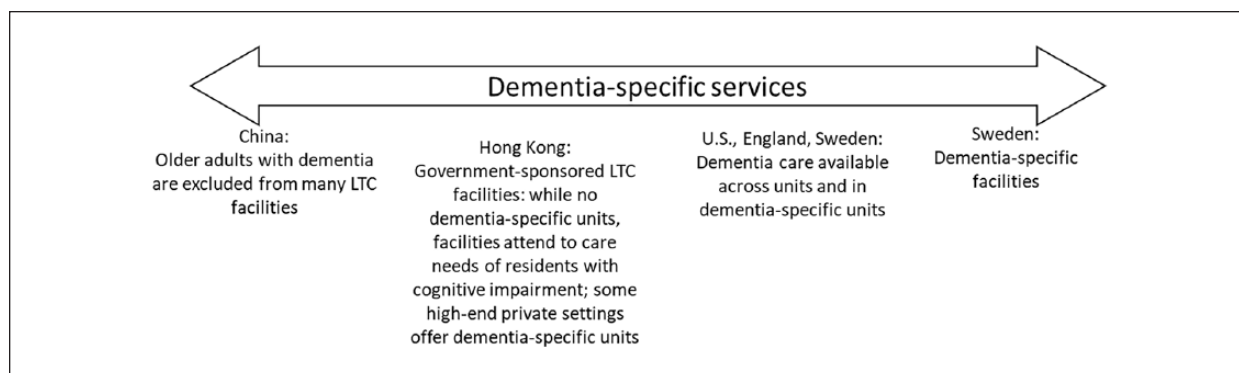 Dementia-specific services
China:
Older adults with dementia
are excluded from many LTC
facilities
Hong Kong:
Government-sponsored LTC
facilities: while no
dementia-specific units,
facilities attend to care
needs of residents with
cognitive impairment; some
high-end private settings
offer dementia-specific units
U.S., England, Sweden:
Dementia care available
across units and in
dementia-specific units
Sweden:
Dementia-specific
facilities